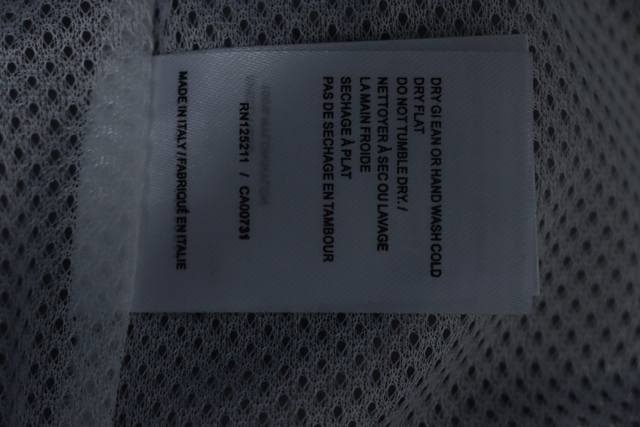 DRY CLEAN OR HAND WASH COLD
DRY FLAT
DO NOT TUMBLE DRY. /
NETTOYER À SEC OU LAVAGE
LA MAIN FROIDE
SECHAGE À PLAT
PAS DE SECHAGE EN TAMBOUR
RN125211 / CA00731
MADE IN ITALY / FABRIQUÉ EN ITALIE